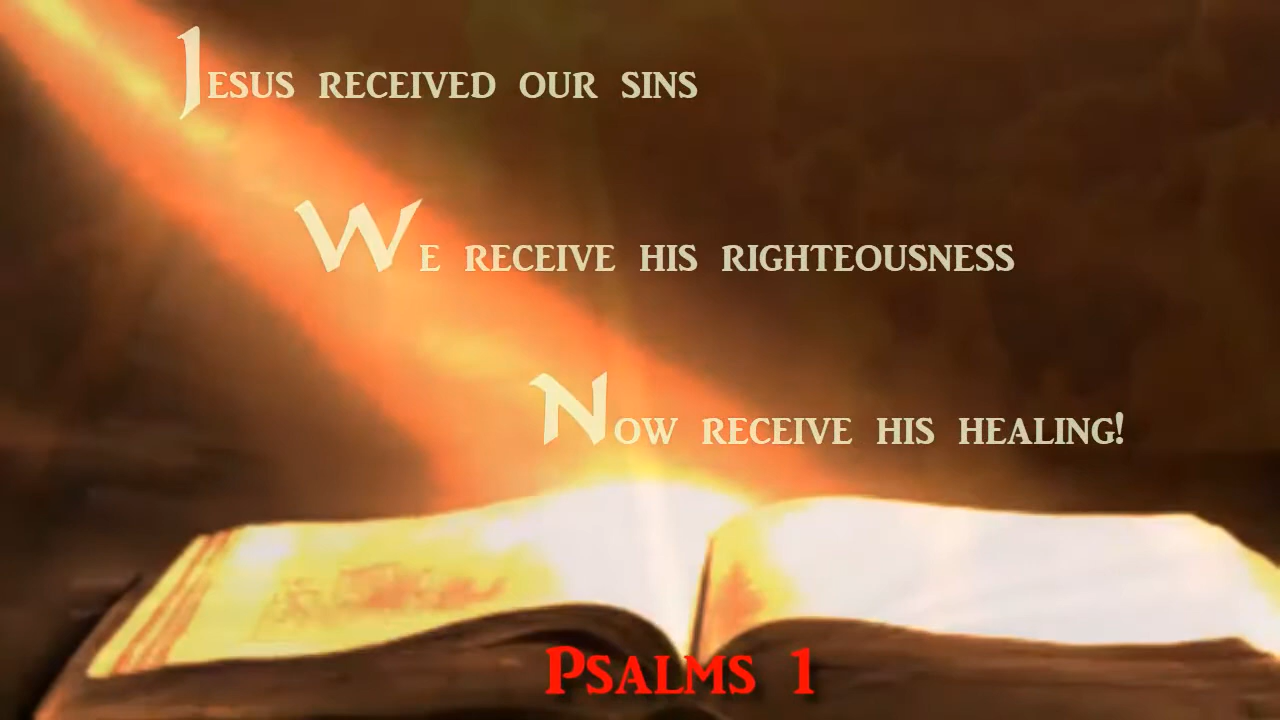 Jesus received our sins
We receive his righteousness
Now receive his healing!
Psalms 1